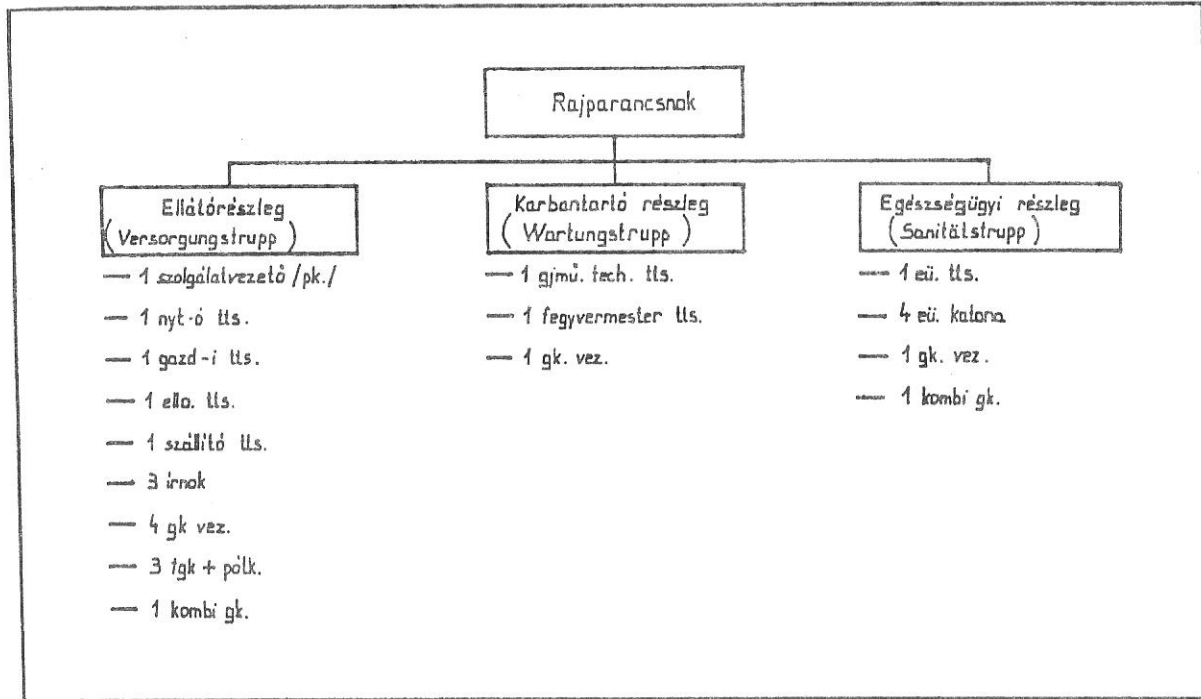 Rajparancsnok
Ellátórészleg
(Versorgungstrupp)
— 1 szolgálatvezető /pk./
— 1 nyt-ó tts.
— 1 gazd-i tts.
— 1 ella. tts.
— 1 szállító tts.
— 3 írnok
— 4 gk vez.
— 3 tgk + pótk.
— 1 kombi gk.
Karbantartó részleg
(Wartungstrupp)
— 1 gjmű. tech. tts.
— 1 fegyvermester tts.
— 1 gk. vez.
Egészségügyi részleg
(Sanitätstrupp)
— 1 eü. tts.
— 4 eü. katona
— 1 gk. vez.
— 1 kombi gk.